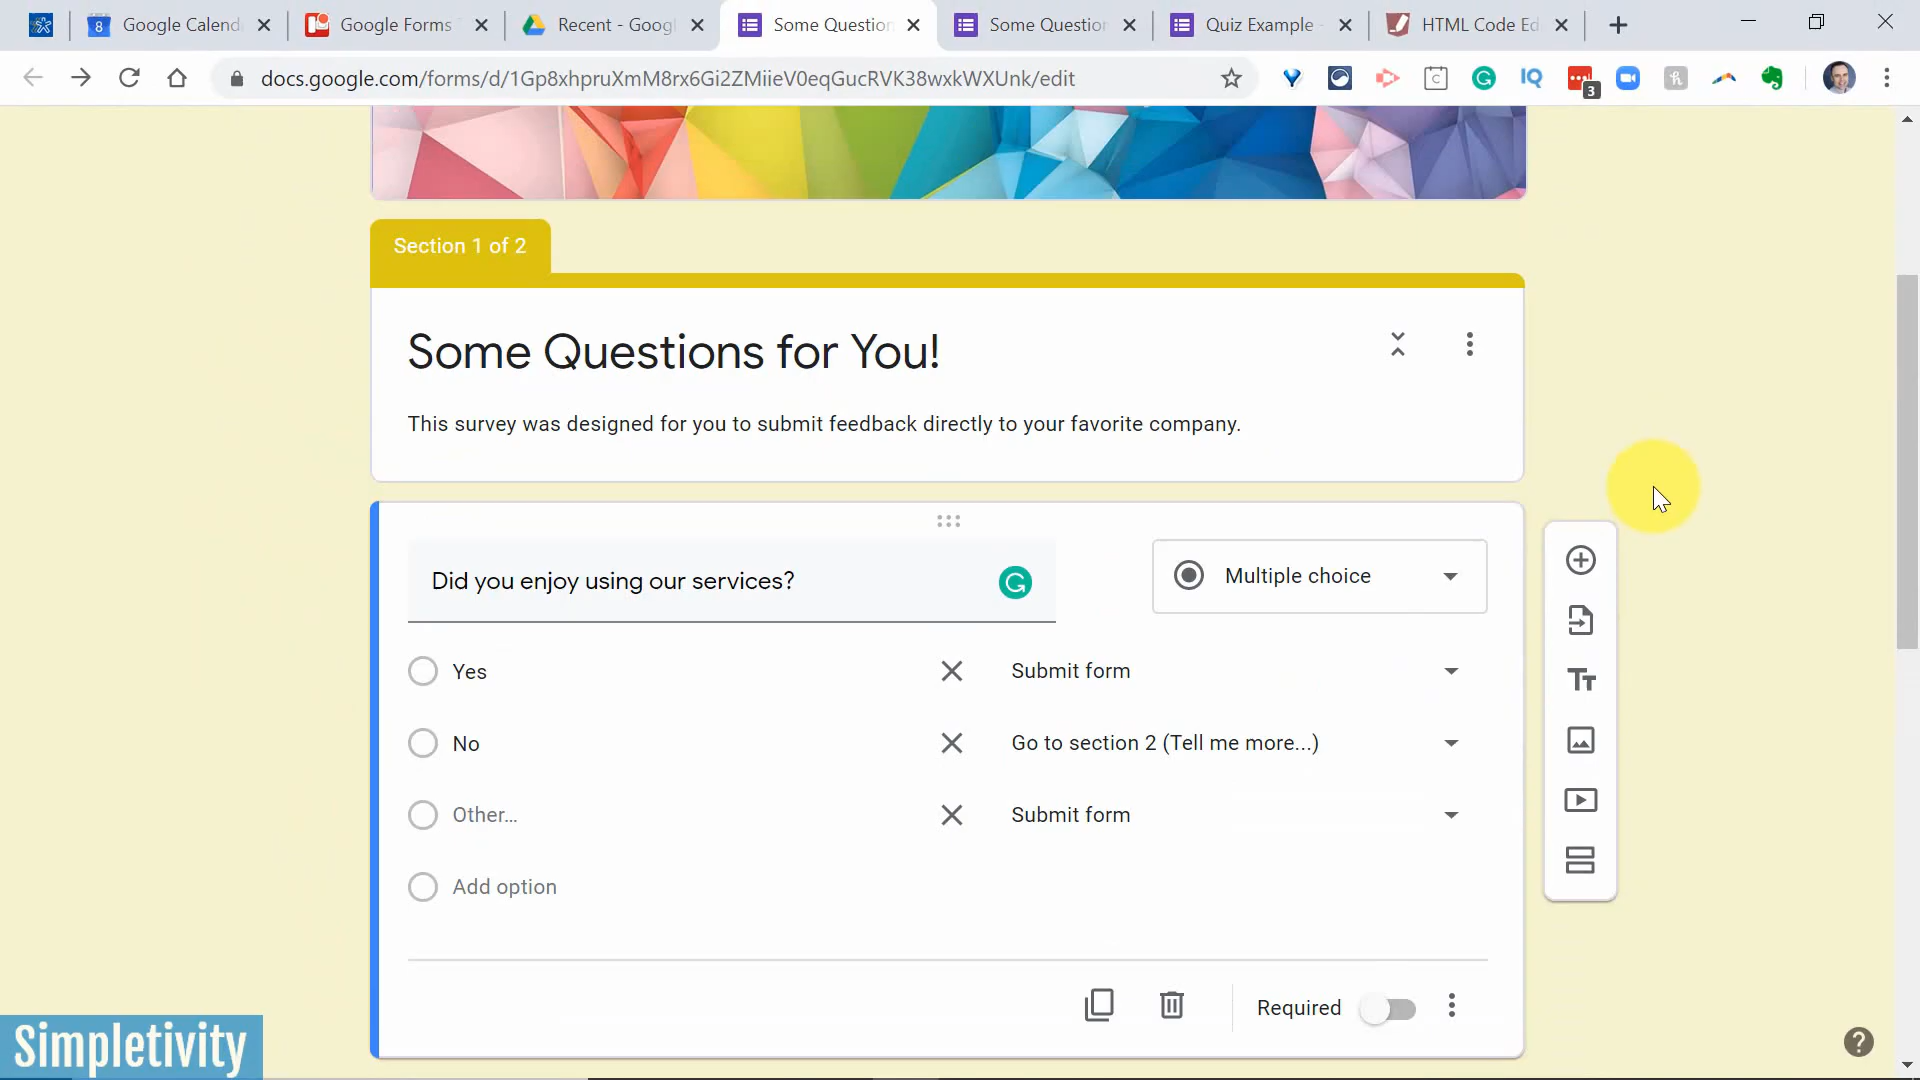 Google Calend
Google Forms
Recent - Goog
Some Question
Some Question
Quiz Example -
HTML Code Ed
docs.google.com/forms/d/1Gp8xhpruXmM8rx6Gi2ZMiieV0eqGucRVK38wxkWXUnk/edit
3
Section 1 of 2
Some Questions for You!
This survey was designed for you to submit feedback directly to your favorite company.
Did you enjoy using our services?
Multiple choice
Yes
Submit form
No
Go to section 2 (Tell me more...)
Other...
Submit form
Add option
Required
Simpletivity